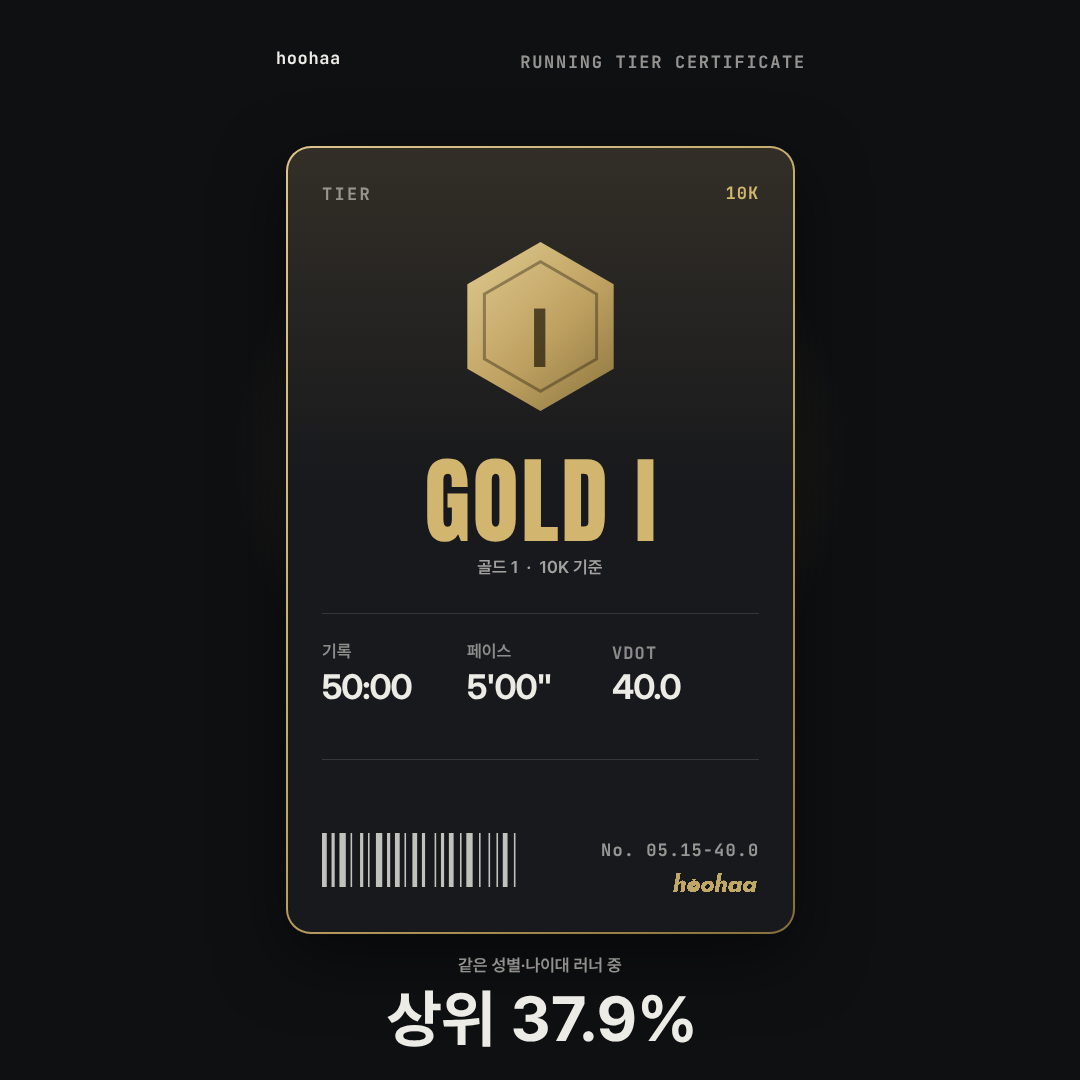 hoohaa
RUNNING TIER CERTIFICATE
TIER
10K
I
GOLD I
골드 1 · 10K 기준
기록 페이스 VDOT
50:00 5'00" 40.0
No. 05.15-40.0
hoohaa
같은 성별·나이대 러너 중
상위 37.9%